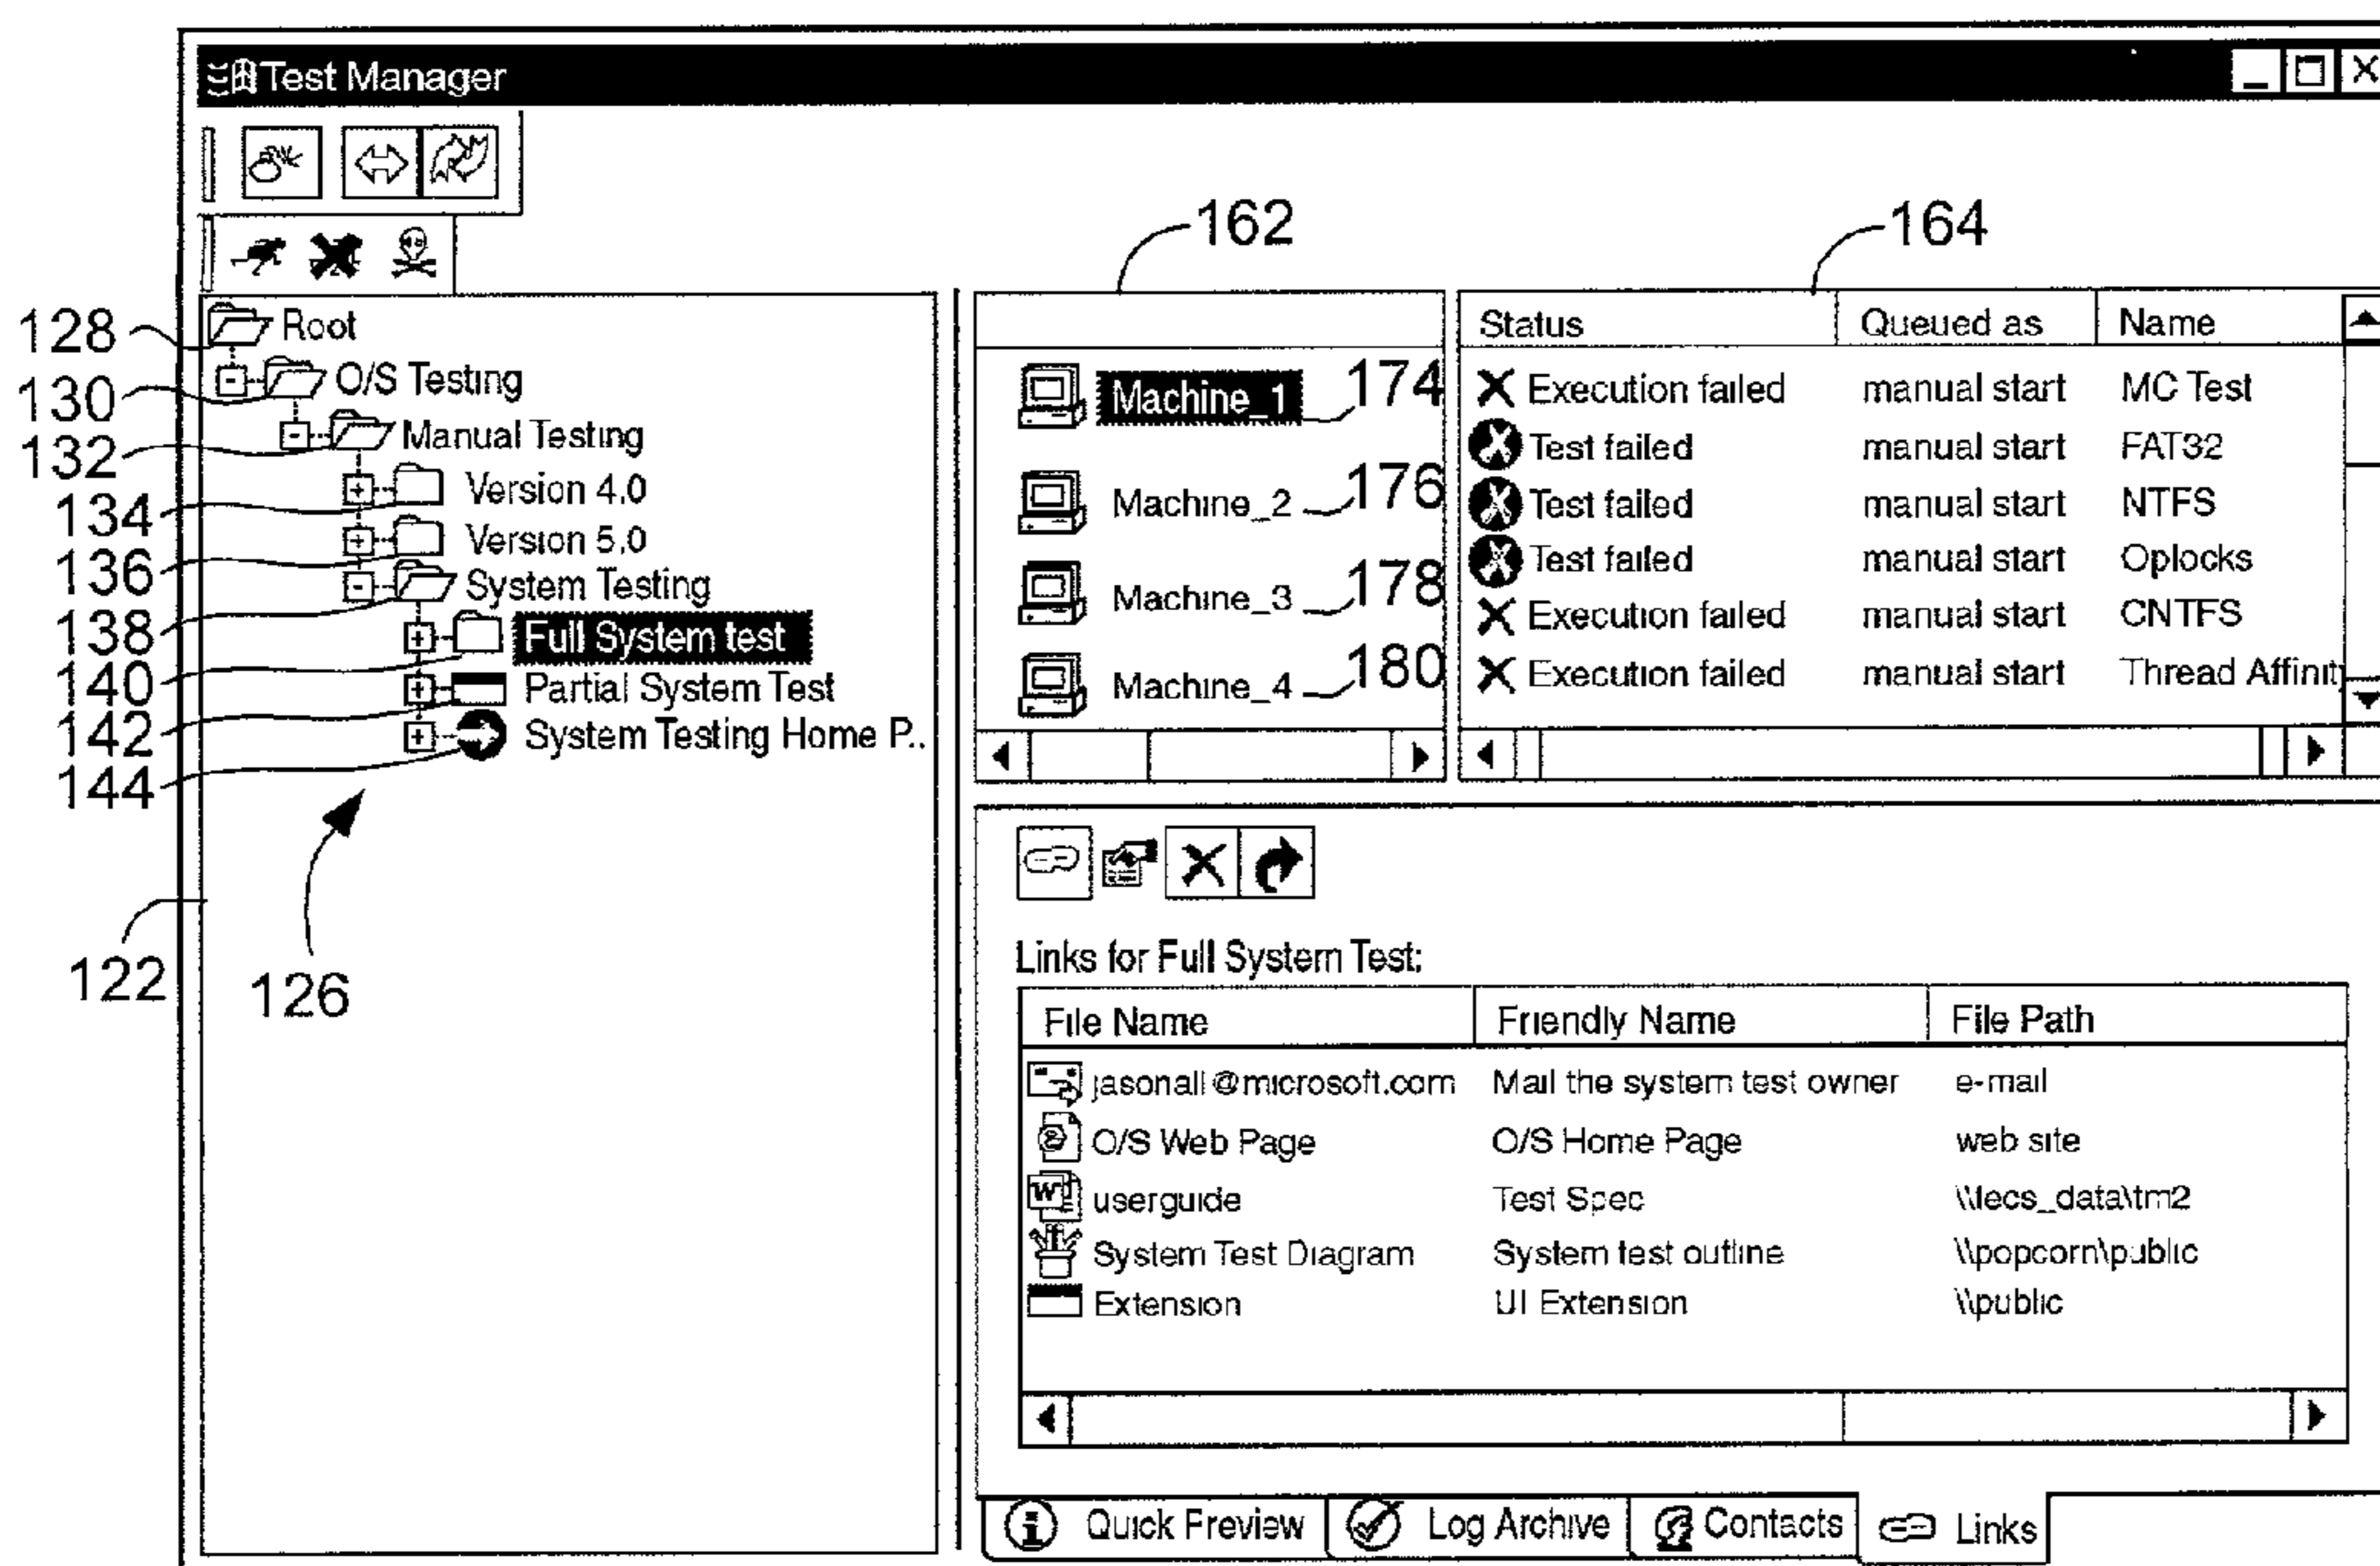 Test Manager
162
164
128
Root
130
O/S Testing
132
Manual Testing
134
Version 4.0
136
Version 5.0
138
System Testing
140
Full System test
142
Partial System Test
144
System Testing Home P..
122
126
Machine_1 174
Machine_2 176
Machine_3 178
Machine_4 180
Status Queued as Name
Execution failed manual start MC Test
Test failed manual start FAT32
Test failed manual start NTFS
Test failed manual start Oplocks
Execution failed manual start CNTFS
Execution failed manual start Thread Affinity
Links for Full System Test:
File Name Friendly Name File Path
jasonall@microsoft.com Mail the system test owner e-mail
O/S Web Page O/S Home Page web site
userguide Test Spec
System Test Diagram System test outline \\popcorn\public
Extension UI Extension \\public
Quick Preview Log Archive Contacts Links